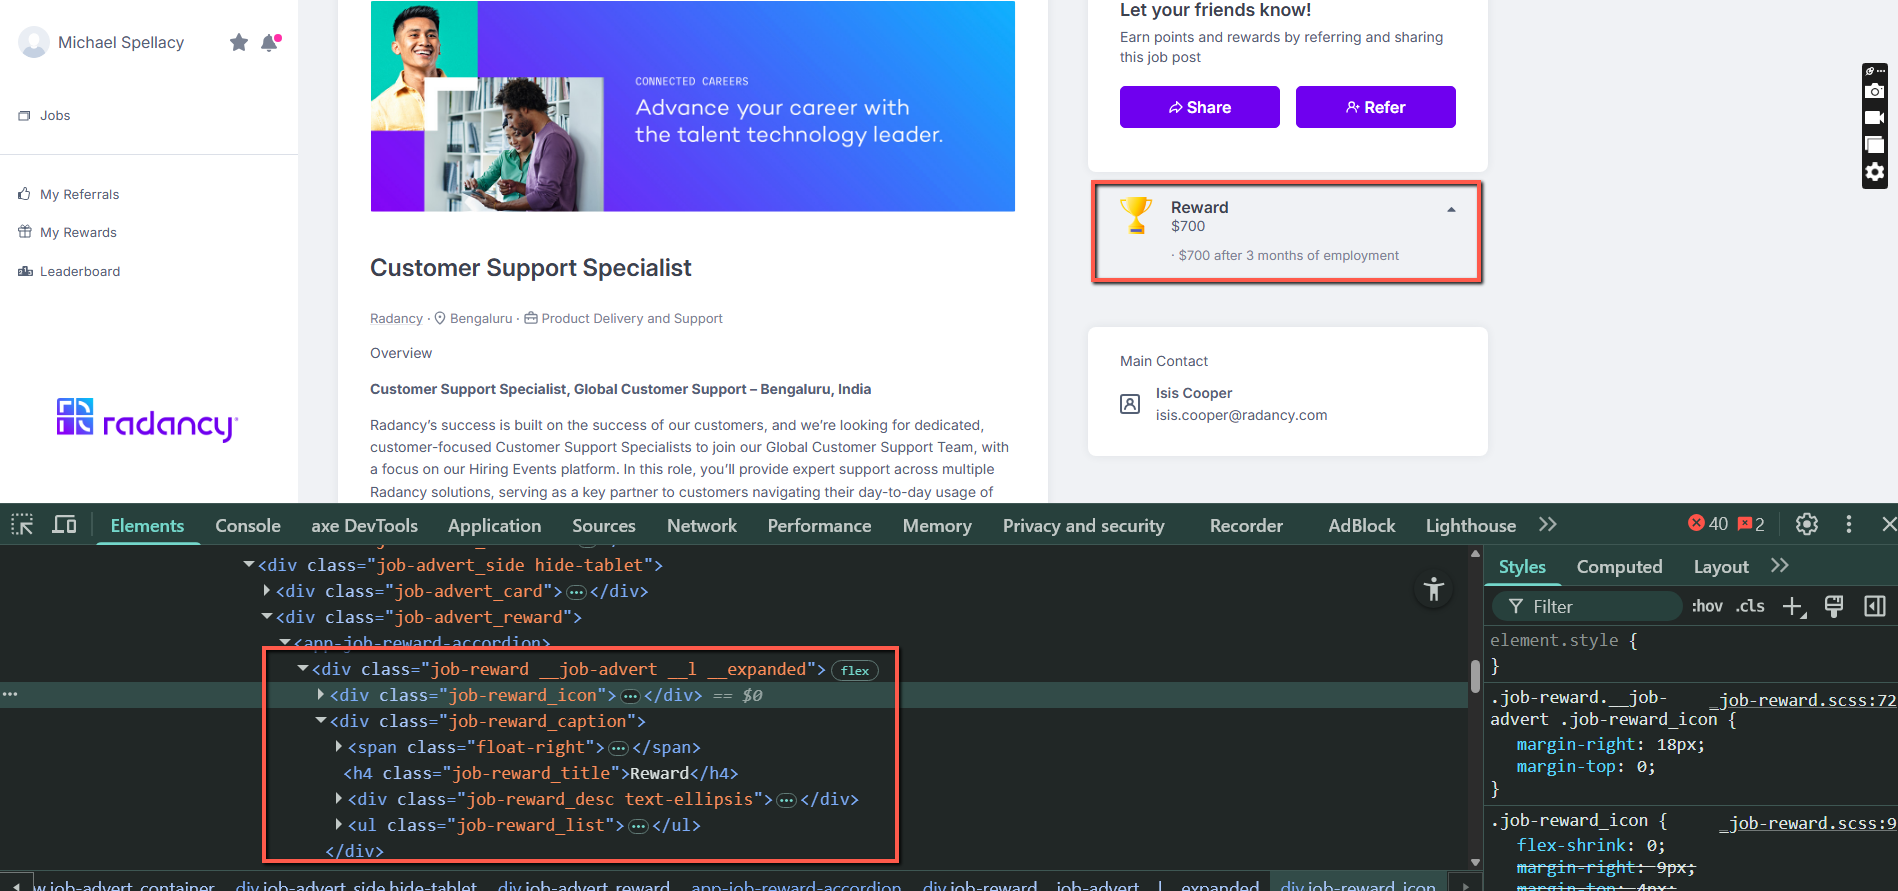 Michael Spellacy
Jobs
My Referrals
My Rewards
Leaderboard
radancy
CONNECTED CAREERS
Advance your career with
the talent technology leader.
Customer Support Specialist
Radancy · Bengaluru · Product Delivery and Support
Overview
Customer Support Specialist, Global Customer Support – Bengaluru, India
Radancy’s success is built on the success of our customers, and we’re looking for dedicated,
customer-focused Customer Support Specialists to join our Global Customer Support Team, with
a focus on our Hiring Events platform. In this role, you’ll provide expert support across multiple
Radancy solutions, serving as a key partner to customers navigating their day-to-day usage of
Let your friends know!
Earn points and rewards by referring and sharing
this job post
Share
Refer
Reward
$700
· $700 after 3 months of employment
Main Contact
Isis Cooper
isis.cooper@radancy.com
Elements Console axe DevTools Application Sources Network Performance Memory Privacy and security Recorder AdBlock Lighthouse 40 2
<div class="job-advert_side hide-tablet">
<div class="job-advert_card">…</div>
<div class="job-advert_reward">
<app-job-reward-accordion>
<div class="job-reward __job-advert __l __expanded"> flex
<div class="job-reward_icon">…</div> == $0
<div class="job-reward_caption">
<span class="float-right">…</span>
<h4 class="job-reward_title">Reward</h4>
<div class="job-reward_desc text-ellipsis">…</div>
<ul class="job-reward_list">…</ul>
</div>
w.job-advert_container div.job-advert_side.hide-tablet div.job-advert_reward app-job-reward-accordion div.job-reward.__job-advert.__l.__expanded div.job-reward_icon
Styles Computed Layout
Filter :hov .cls
element.style {
}
.job-reward.__job- _job-reward.scss:72
advert .job-reward_icon {
margin-right: 18px;
margin-top: 0;
}
.job-reward_icon { _job-reward.scss:9
flex-shrink: 0;
margin-right: 9px;
margin-top: 4px;